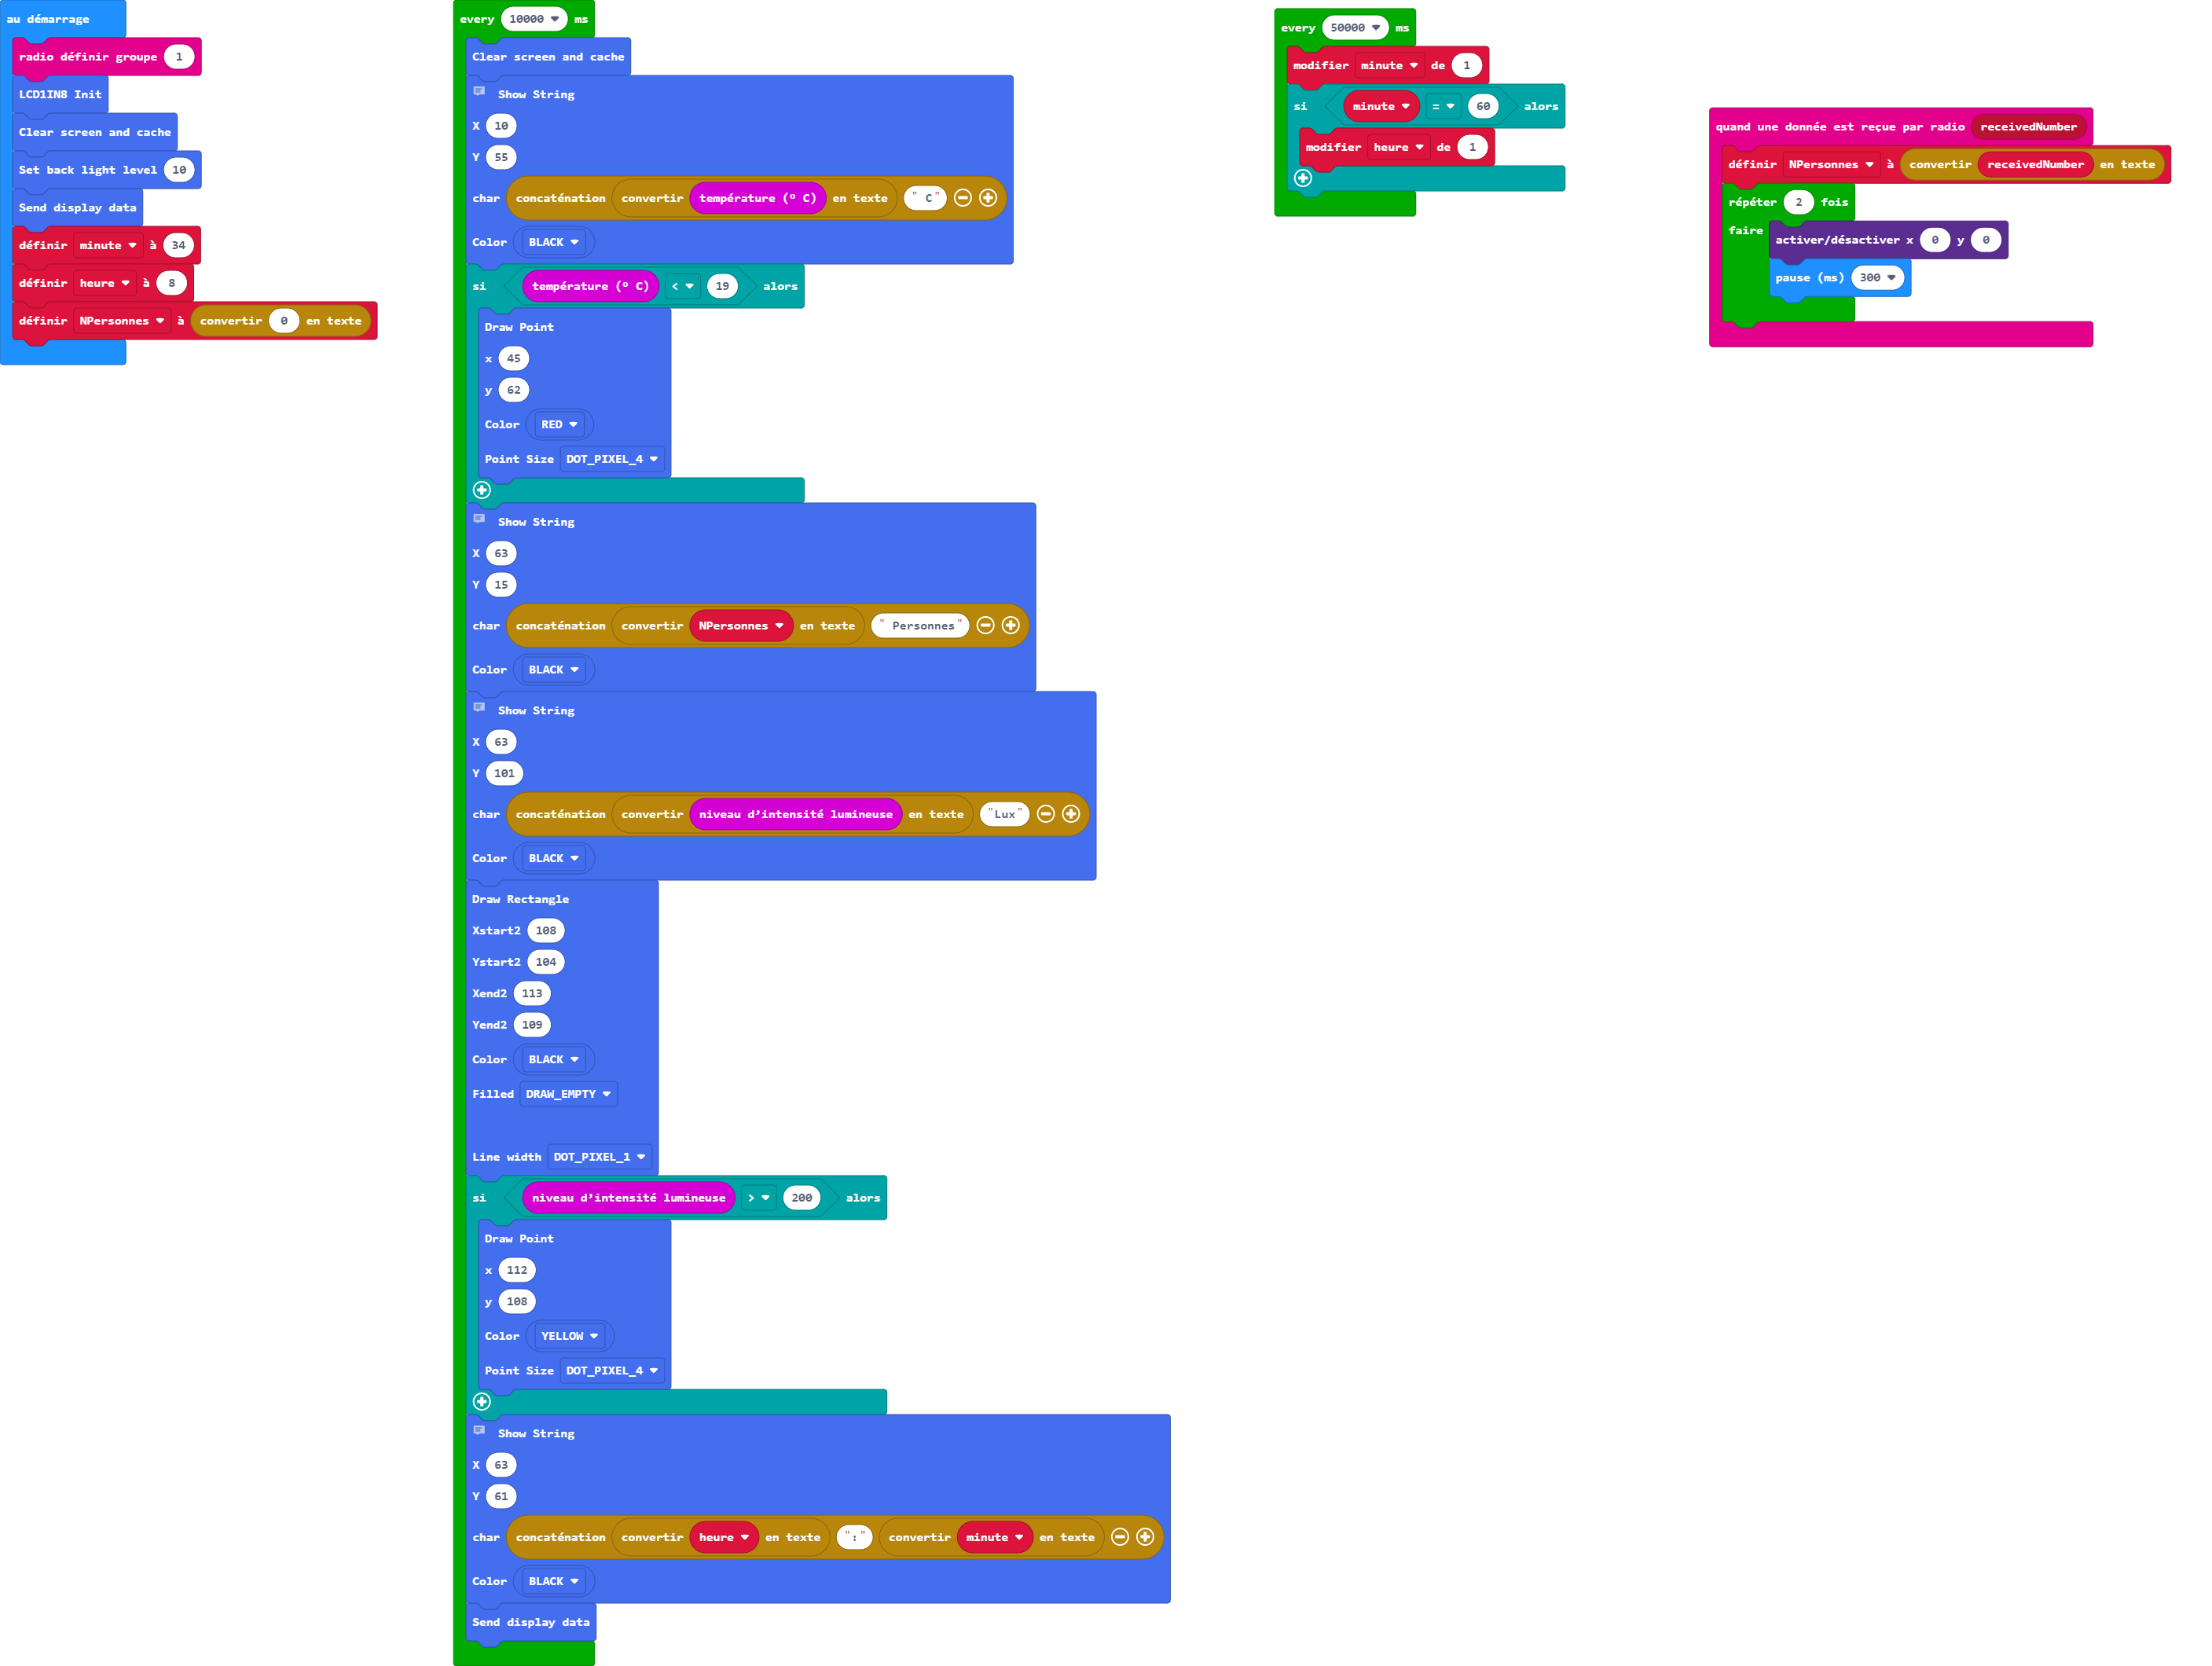 au démarrage
radio définir groupe 1
LCD1IN8 Init
Clear screen and cache
Set back light level 10
Send display data
définir minute à 34
définir heure à 8
définir NPersonnes à convertir 0 en texte
every 10000 ms
Clear screen and cache
Show String
X 10
Y 55
char concaténation convertir température (º C) en texte " C"
Color BLACK
si température (º C) < 19 alors
Draw Point
x 45
y 62
Color RED
Point Size DOT_PIXEL_4
Show String
X 63
Y 15
char concaténation convertir NPersonnes en texte " Personnes"
Color BLACK
Show String
X 63
Y 101
char concaténation convertir niveau d’intensité lumineuse en texte "Lux"
Color BLACK
Draw Rectangle
Xstart2 108
Ystart2 104
Xend2 113
Yend2 109
Color BLACK
Filled DRAW_EMPTY
Line width DOT_PIXEL_1
si niveau d’intensité lumineuse > 200 alors
Draw Point
x 112
y 108
Color YELLOW
Point Size DOT_PIXEL_4
Show String
X 63
Y 61
char concaténation convertir heure en texte ":" convertir minute en texte
Color BLACK
Send display data
every 50000 ms
modifier minute de 1
si minute = 60 alors
modifier heure de 1
quand une donnée est reçue par radio receivedNumber
définir NPersonnes à convertir receivedNumber en texte
répéter 2 fois
faire activer/désactiver x 0 y 0
pause (ms) 300